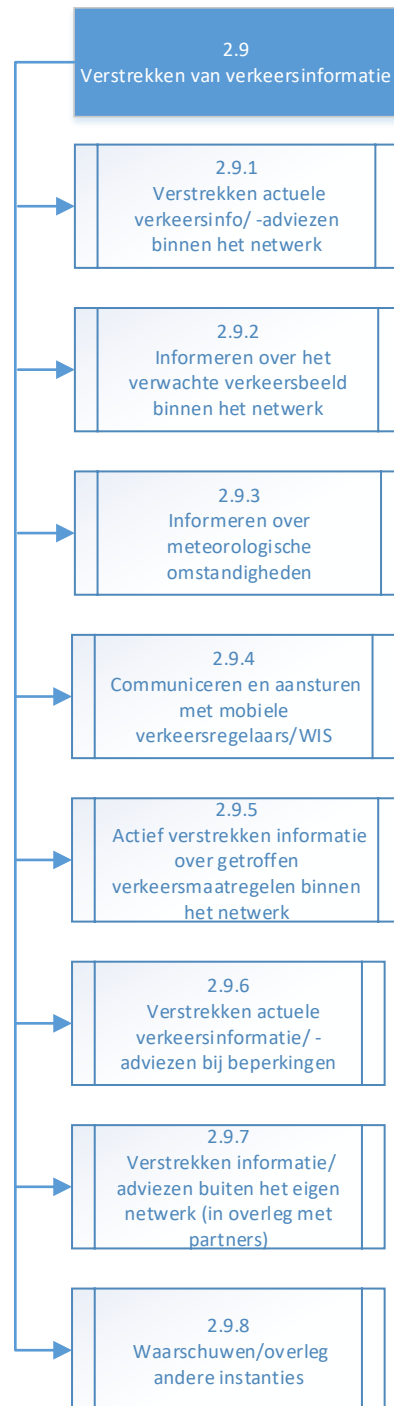 2.9
Verstrekken van verkeersinformatie
2.9.1
Verstrekken actuele
verkeersinfo/ -adviezen
binnen het netwerk
2.9.2
Informeren over het
verwachte verkeersbeeld
binnen het netwerk
2.9.3
Informeren over
meteorologische
omstandigheden
2.9.4
Communiceren en aansturen
met mobiele
verkeersregelaars/WIS
2.9.5
Actief verstrekken informatie
over getroffen
verkeersmaatregelen binnen
het netwerk
2.9.6
Verstrekken actuele
verkeersinformatie/ -
adviezen bij beperkingen
2.9.7
Verstrekken informatie/
adviezen buiten het eigen
netwerk (in overleg met
partners)
2.9.8
Waarschuwen/overleg
andere instanties